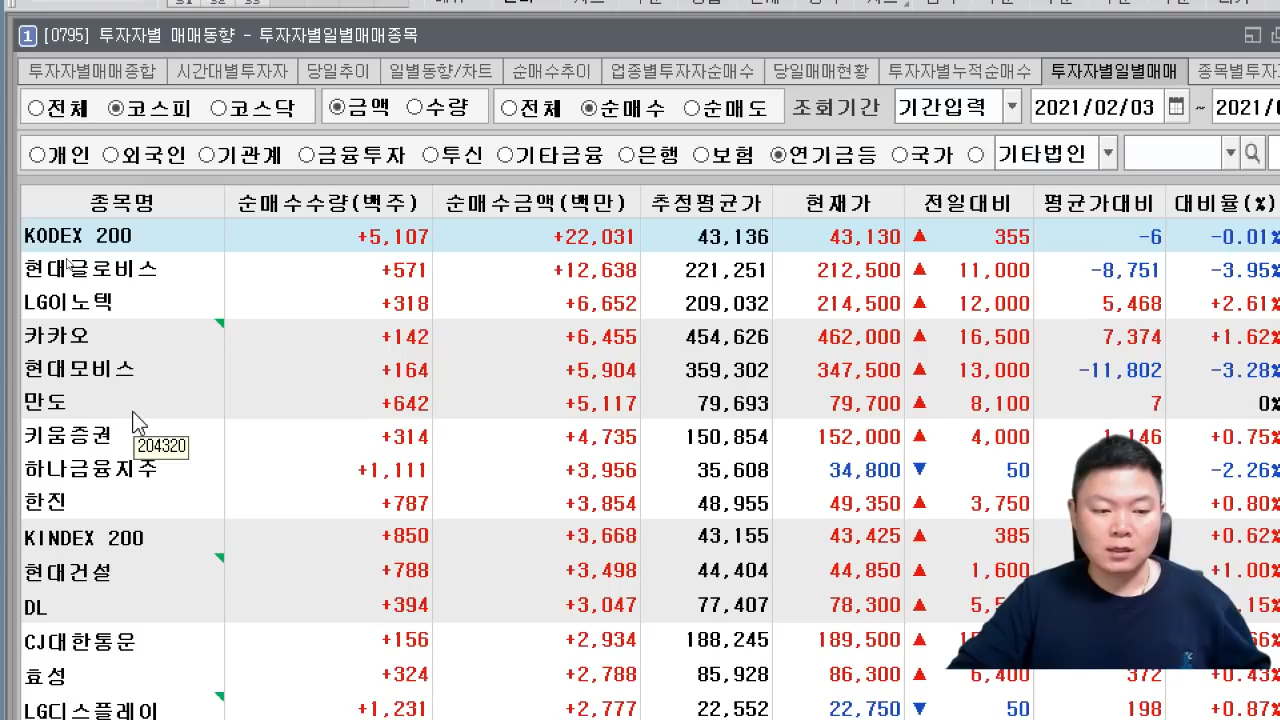 1 [0795] 투자자별 매매동향 - 투자자별일별매매종목
투자자별매매종합 시간대별투자자 당일추이 일별동향/차트 순매수추이 업종별투자자순매수 당일매매현황 투자자별누적순매수 투자자별일별매매 종목별투자
전체 코스피 코스닥 금액 수량 전체 순매수 순매도 조회기간 기간입력 2021/02/03 ~ 2021/
개인 외국인 기관계 금융투자 투신 기타금융 은행 보험 연기금등 국가 기타법인
종목명 순매수수량(백주) 순매수금액(백만) 추정평균가 현재가 전일대비 평균가대비 대비율(%)
KODEX 200 +5,107 +22,031 43,136 43,130 ▲ 355 -6 -0.01%
현대글로비스 +571 +12,638 221,251 212,500 ▲ 11,000 -8,751 -3.95%
LG이노텍 +318 +6,652 209,032 214,500 ▲ 12,000 5,468 +2.61%
카카오 +142 +6,455 454,626 462,000 ▲ 16,500 7,374 +1.62%
현대모비스 +164 +5,904 359,302 347,500 ▲ 13,000 -11,802 -3.28%
만도 +642 +5,117 79,693 79,700 ▲ 8,100 7 0%
키움증권 +314 +4,735 150,854 152,000 ▲ 4,000 1,146 +0.75%
204320
하나금융지주 +1,111 +3,956 35,608 34,800 ▼ 50 -2.26%
한진 +787 +3,854 48,955 49,350 ▲ 3,750 +0.80%
KINDEX 200 +850 +3,668 43,155 43,425 ▲ 385 +0.62%
현대건설 +788 +3,498 44,404 44,850 ▲ 1,600 +1.00%
DL +394 +3,047 77,407 78,300 ▲
CJ대한통운 +156 +2,934 188,245 189,500 ▲
효성 +324 +2,788 85,928 86,300 ▲ 6,400 372 +0.43%
LG디스플레이 +1,231 +2,777 22,552 22,750 ▼ 50 198 +0.87%